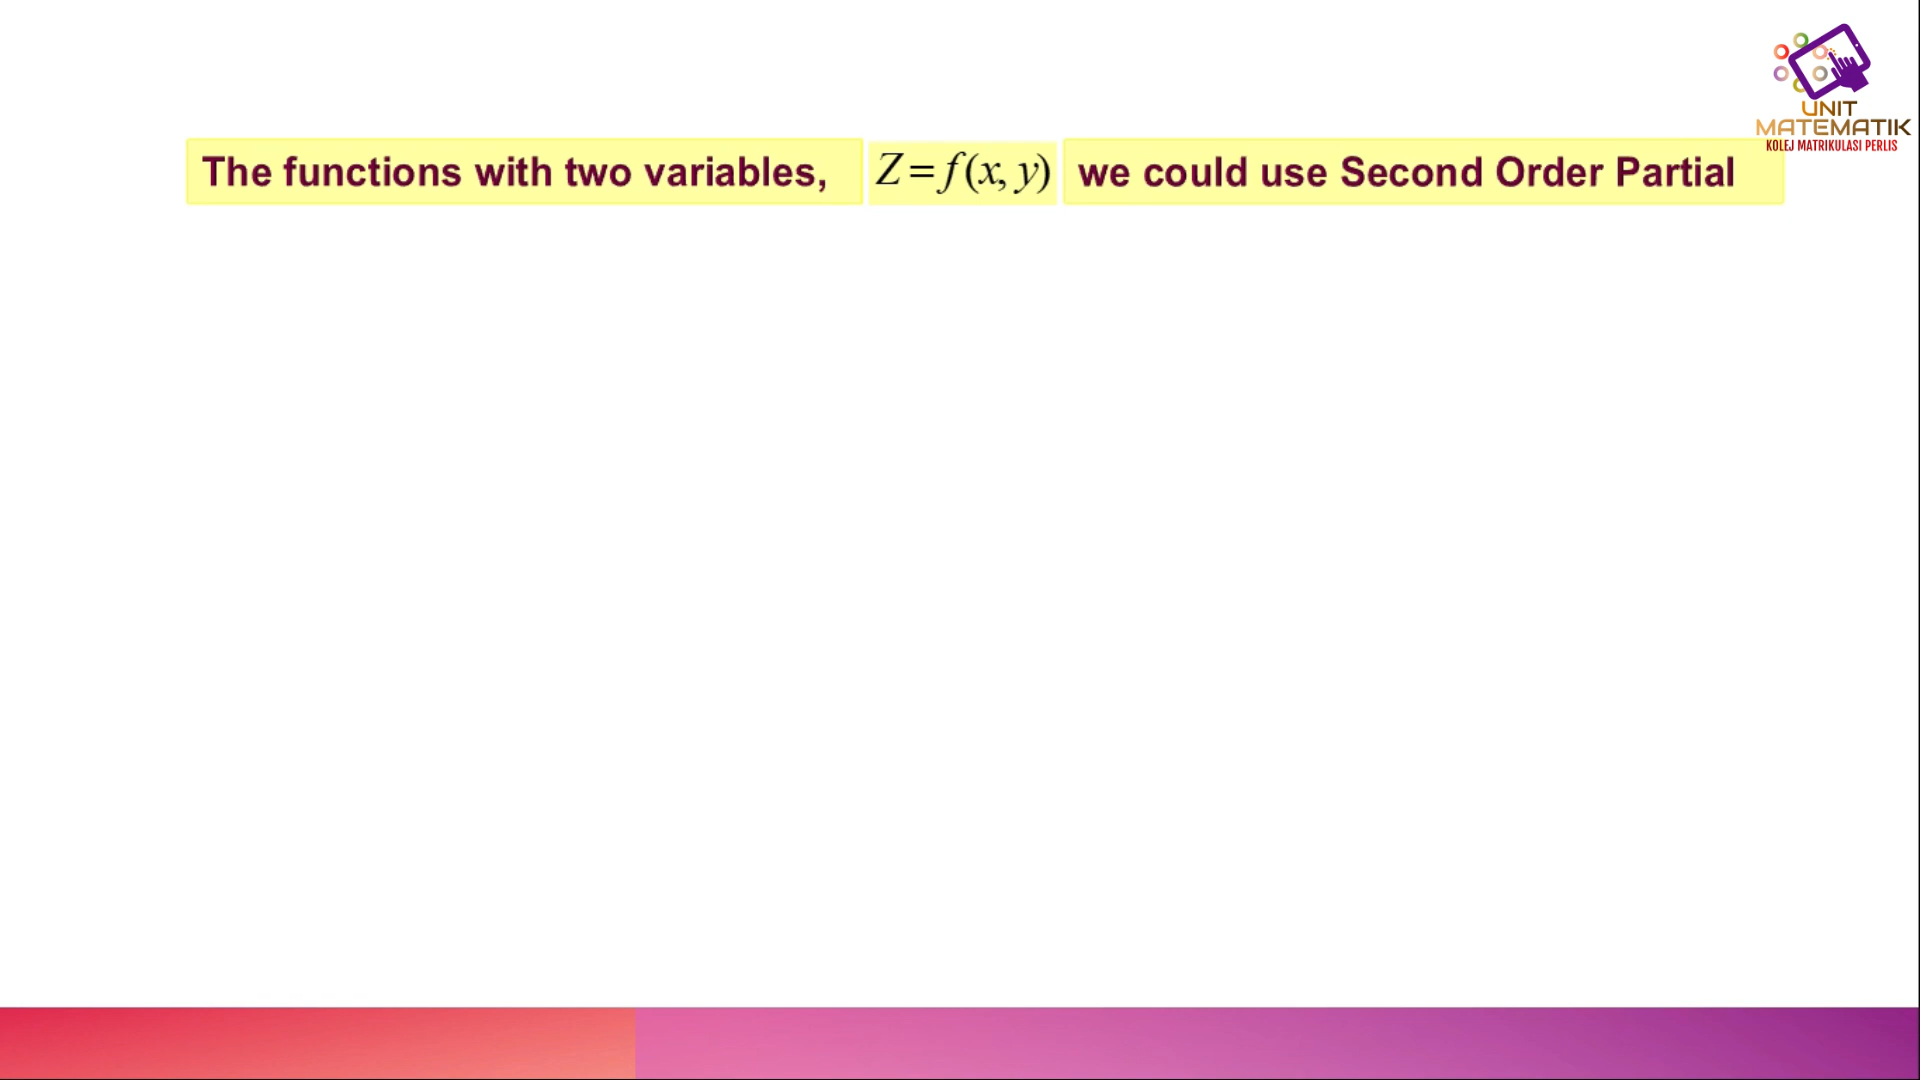 UNIT
MATEMATIK
KOLEJ MATRIKULASI PERLIS
The functions with two variables, Z = f(x, y) we could use Second Order Partial